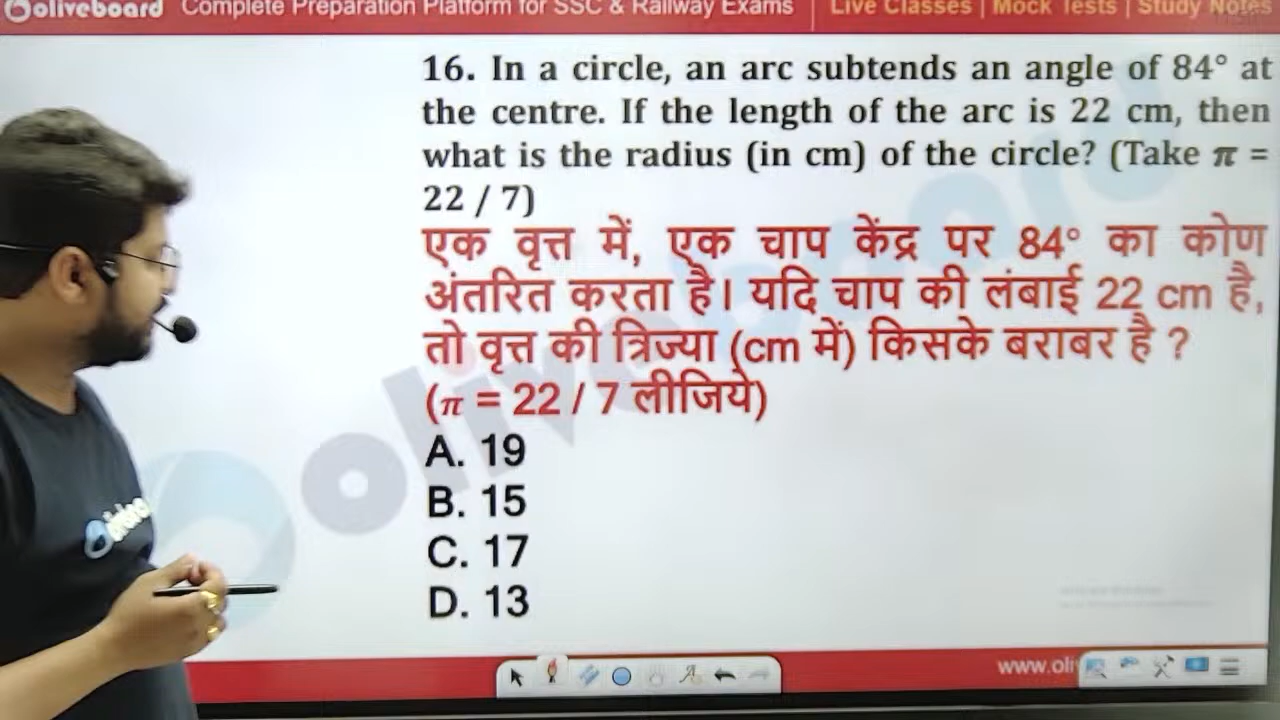 oliveboard Complete Preparation Platform for SSC & Railway Exams Live Classes | Mock Tests | Study Notes
16. In a circle, an arc subtends an angle of 84° at
the centre. If the length of the arc is 22 cm, then
what is the radius (in cm) of the circle? (Take π =
22 / 7)
एक वृत्त में, एक चाप केंद्र पर 84° का कोण
अंतरित करता है। यदि चाप की लंबाई 22 cm है,
तो वृत्त की त्रिज्या (cm में) किसके बराबर है ?
(π = 22 / 7 लीजिये)
oliveboard
A. 19
B. 15
C. 17
D. 13
www.oli